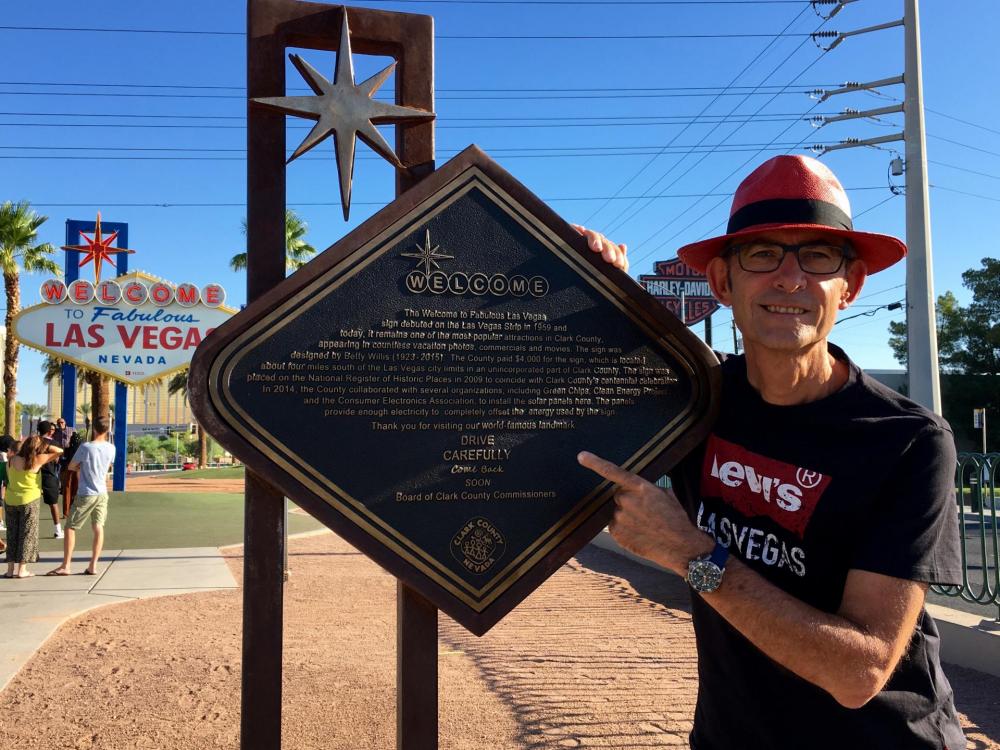 WELCOME
TO Fabulous
LAS VEGAS
NEVADA
WELCOME
The Welcome to Fabulous Las Vegas
sign debuted on the Las Vegas Strip in 1959 and
today, it remains one of the most popular attractions in Clark County,
appearing in countless vacation photos, commercials and movies. The sign was
designed by Betty Willis (1923-2015). The County paid $4,000 for the sign, which is located
about four miles south of the Las Vegas city limits in an unincorporated part of Clark County. The sign was
placed on the National Register of Historic Places in 2009 to coincide with Clark County's centennial celebration.
In 2014, the County collaborated with several organizations, including Green Chips, Clean Energy Project,
and the Consumer Electronics Association, to install the solar panels here. The panels
provide enough electricity to completely offset the energy used by the sign.
Thank you for visiting our world-famous landmark.
DRIVE
CAREFULLY
Come Back
SOON
Board of Clark County Commissioners
CLARK COUNTY
NEVADA
MOTOR
HARLEY-DAVIDSON
CYCLES
Levi's®
LAS VEGAS